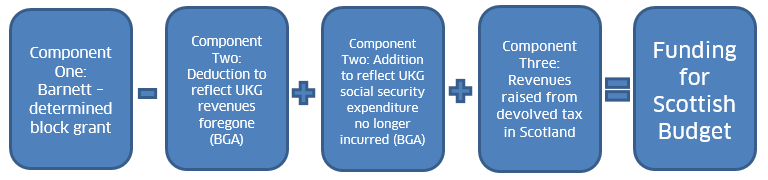 Component
One:
Barnett –
determined
block grant
Component
Two:
Deduction to
reflect UKG
revenues
foregone
(BGA)
Component
Two: Addition
to reflect UKG
social security
expenditure
no longer
incurred (BGA)
Component
Three:
Revenues
raised from
devolved tax
in Scotland
Funding
for
Scottish
Budget